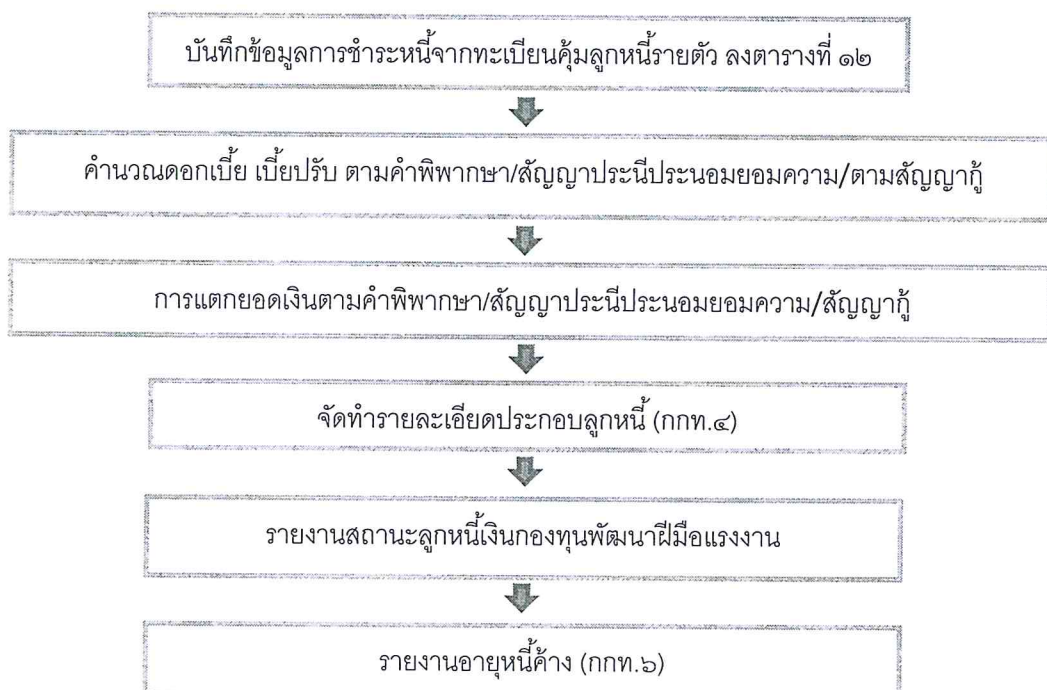 บันทึกข้อมูลการชำระหนี้จากทะเบียนคุ้มลูกหนี้รายตัว ลงตารางที่ ๑๒
คำนวณดอกเบี้ย เบี้ยปรับ ตามคำพิพากษา/สัญญาประนีประนอมยอมความ/ตามสัญญากู้
การแตกยอดเงินตามคำพิพากษา/สัญญาประนีประนอมยอมความ/สัญญากู้
จัดทำรายละเอียดประกอบลูกหนี้ (กกท.๔)
รายงานสถานะลูกหนี้เงินกองทุนพัฒนาฝีมือแรงงาน
รายงานอายุหนี้ค้าง (กกท.๖)